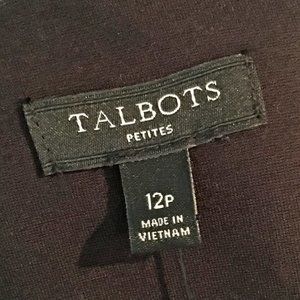 TALBOTS
PETITES
12P
MADE IN
VIETNAM